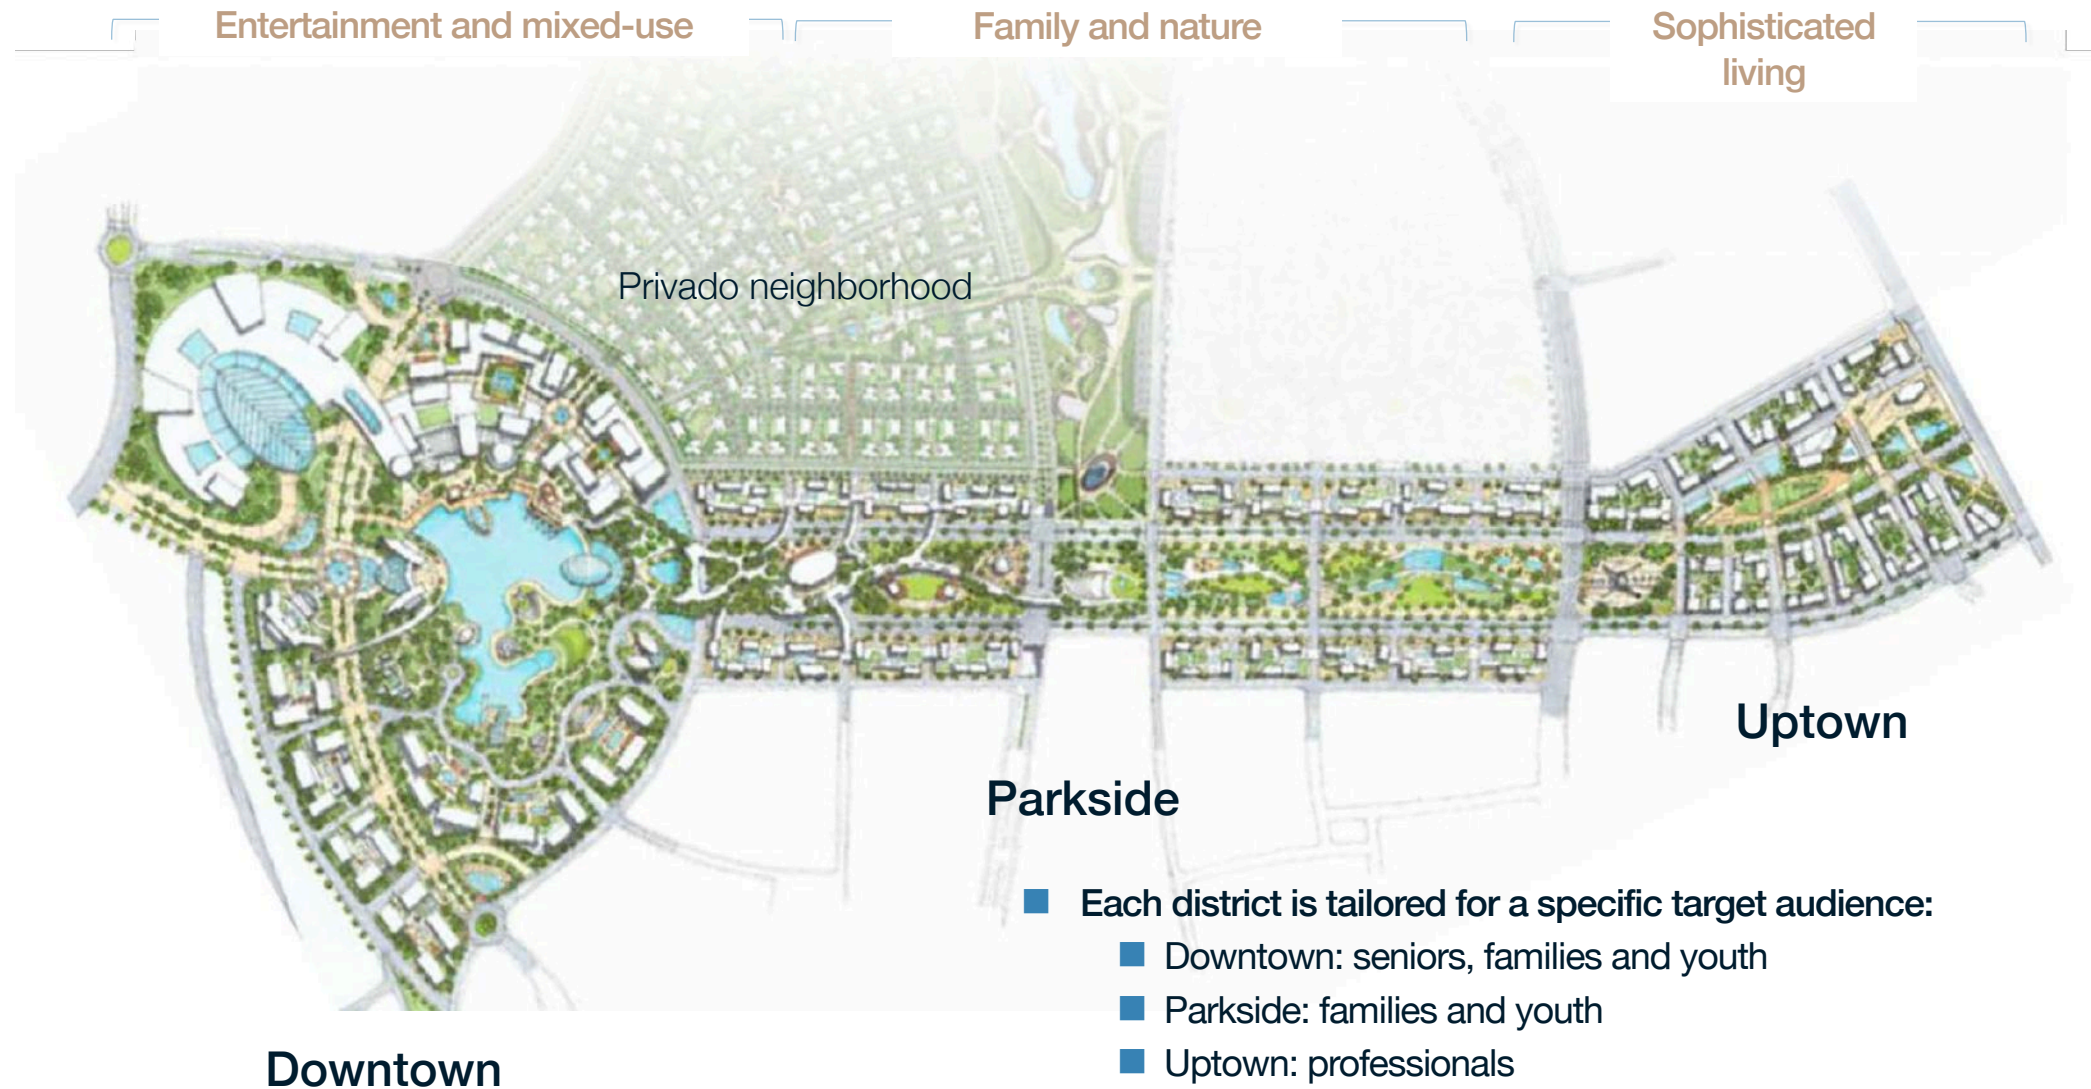 Entertainment and mixed-use
Family and nature
Sophisticated
living
Privado neighborhood
Uptown
Parkside
Each district is tailored for a specific target audience:
Downtown: seniors, families and youth
Parkside: families and youth
Uptown: professionals
Downtown